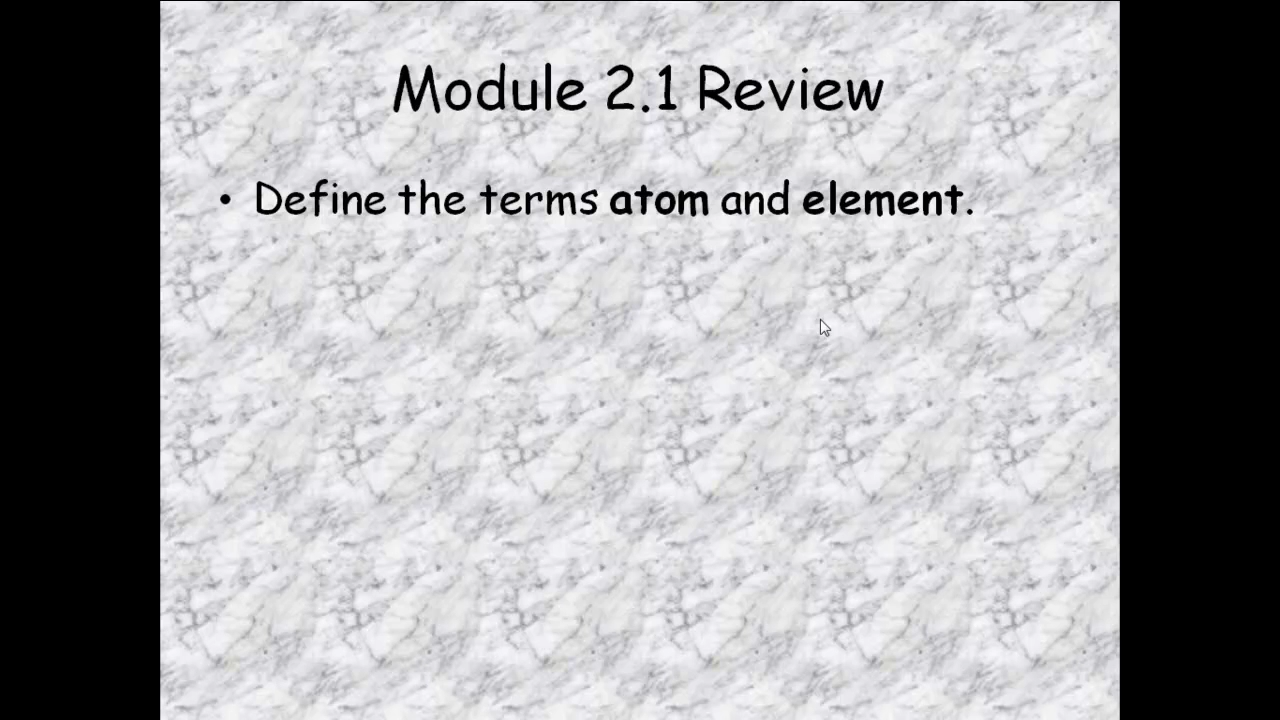 Module 2.1 Review
• Define the terms atom and element.